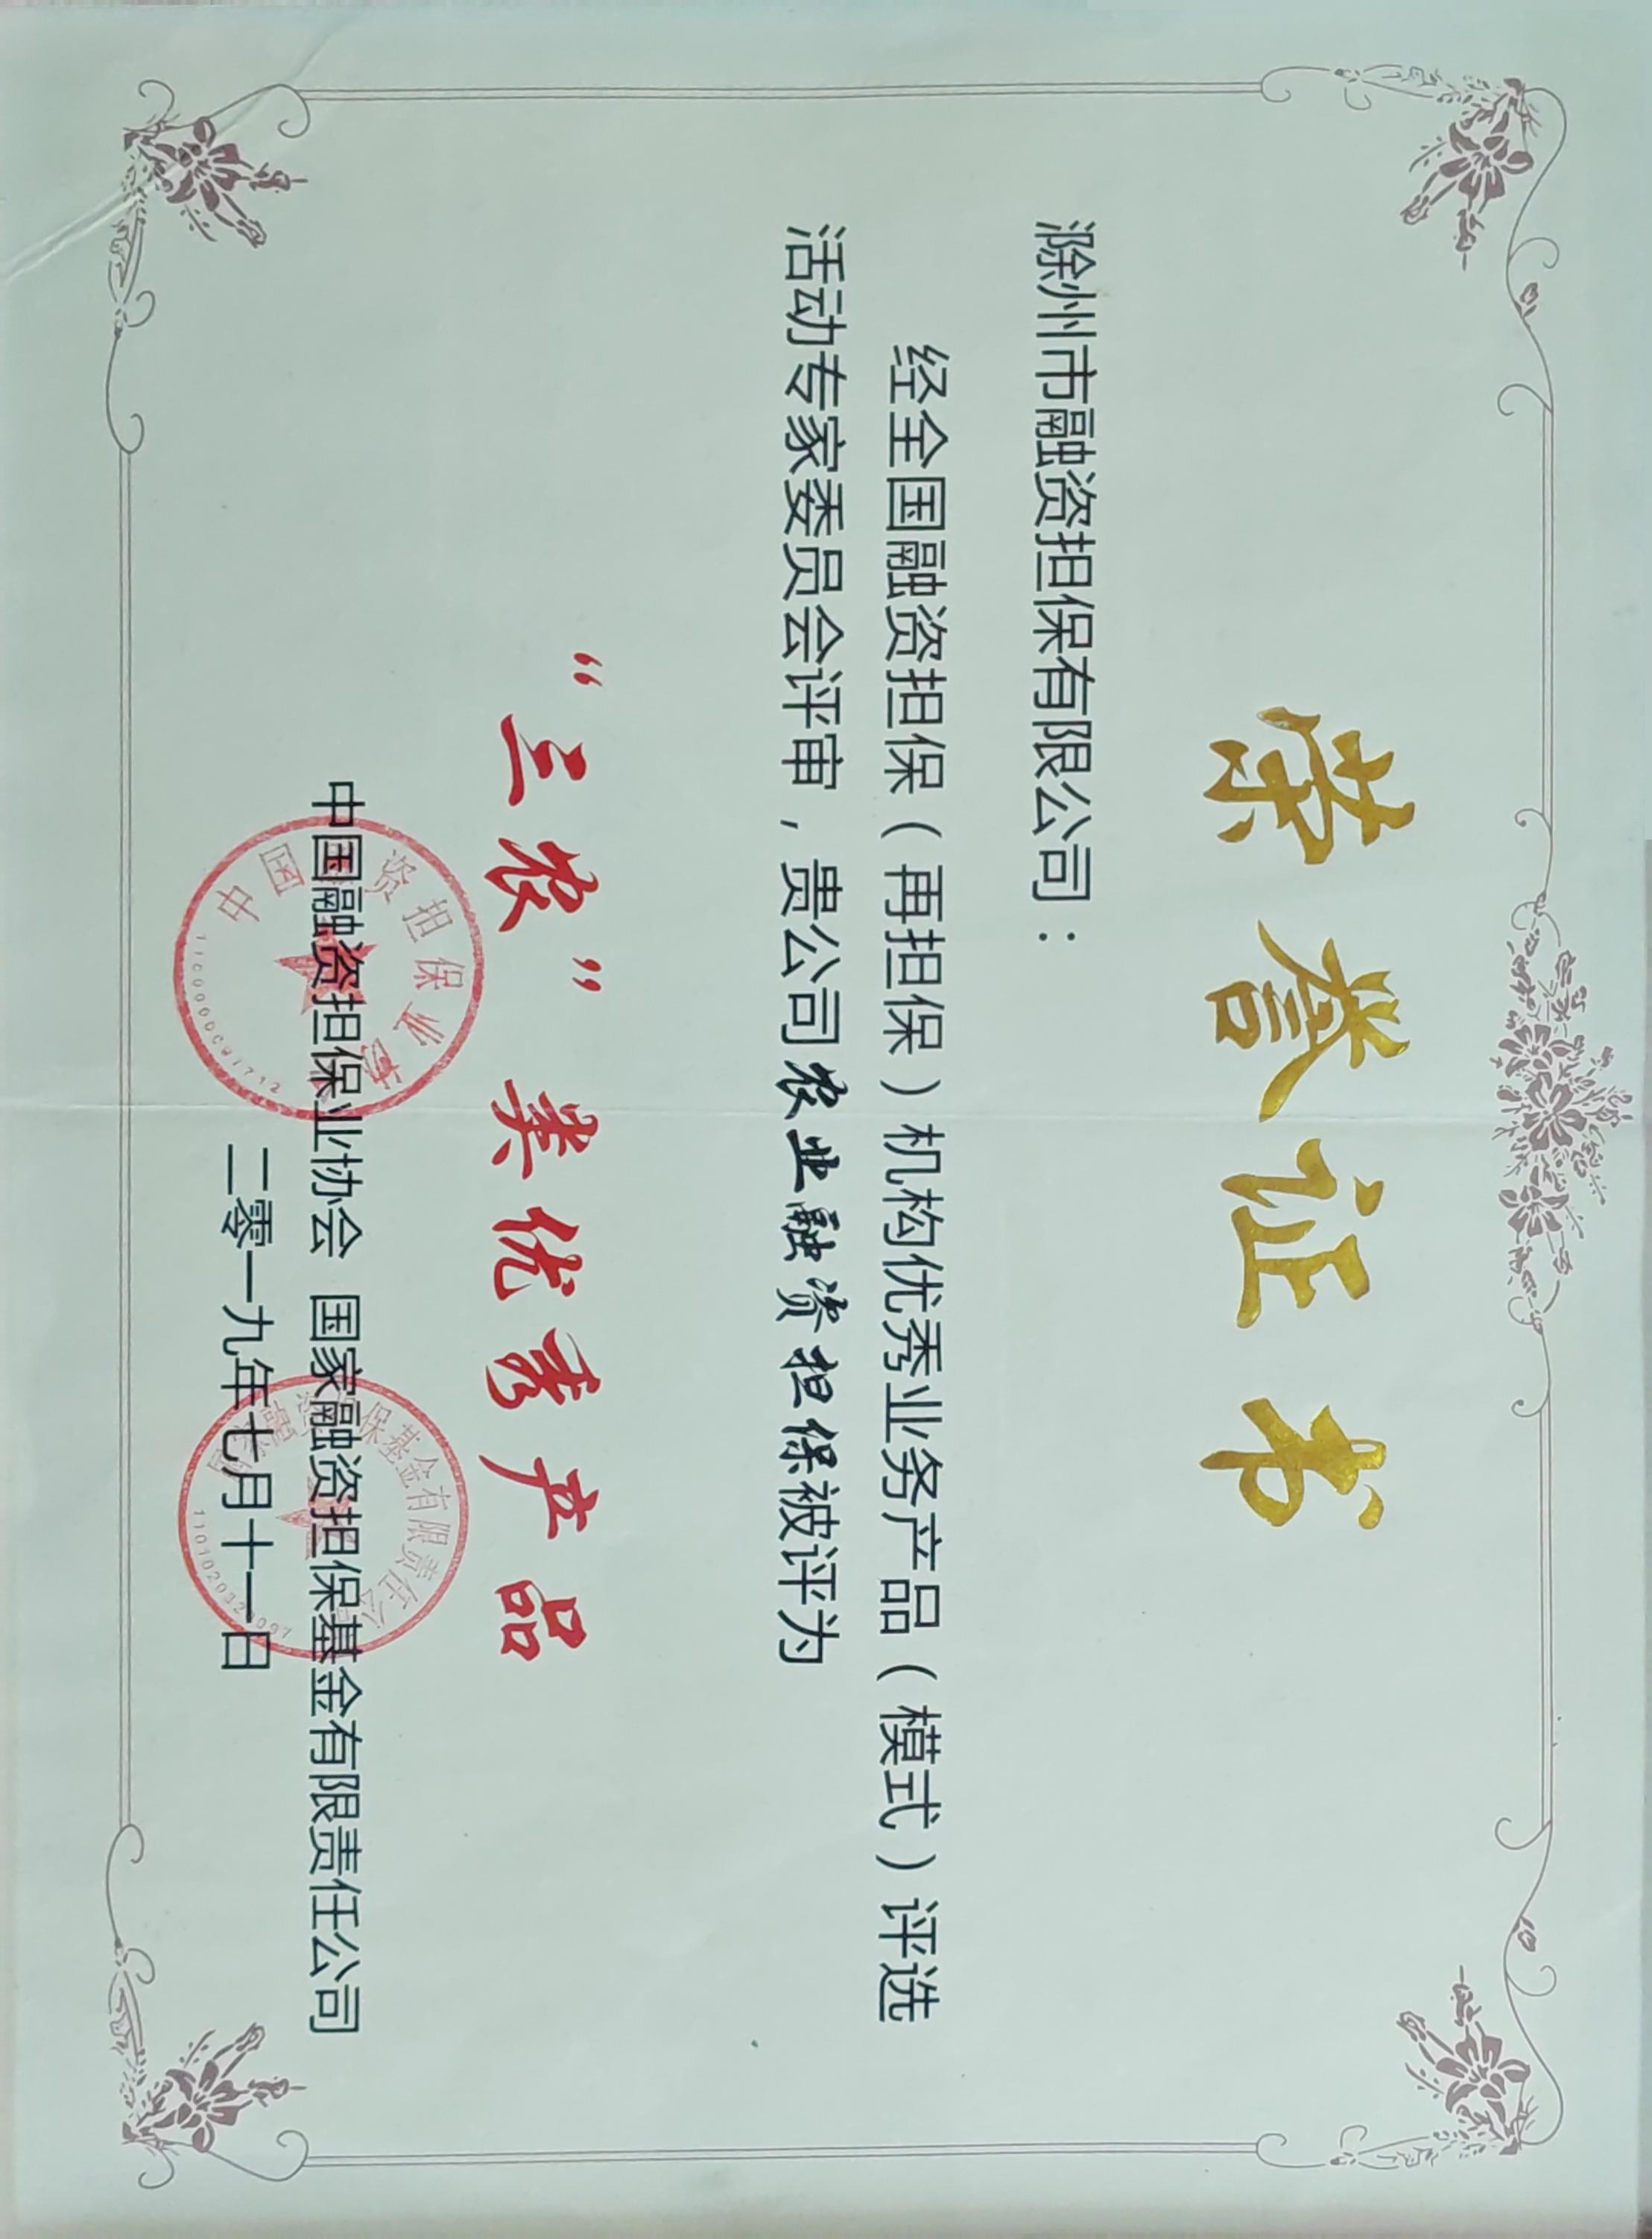 荣誉证书
滁州市融资担保有限公司：
经全国融资担保（再担保）机构优秀业务产品（模式）评选
活动专家委员会评审，贵公司农业融资担保被评为
“三农”类优秀产品
中国融资担保业协会 国家融资担保基金有限责任公司
二零一九年七月十一日